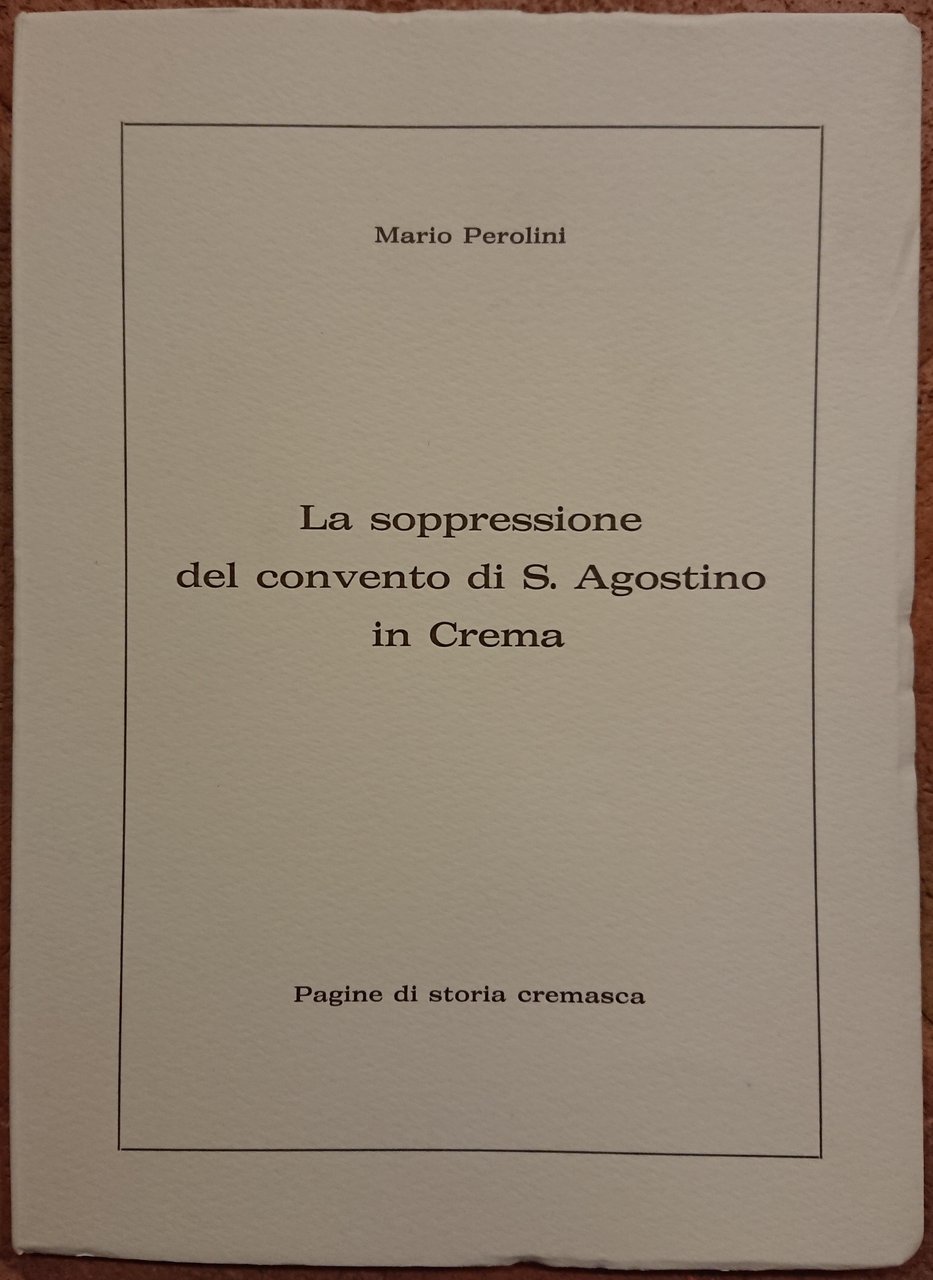 Mario Perolini
La soppressione
del convento di S. Agostino
in Crema
Pagine di storia cremasca